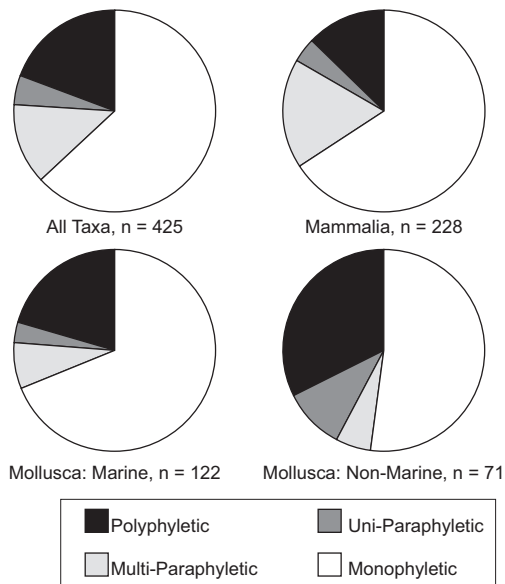 All Taxa, n = 425
Mammalia, n = 228
Mollusca: Marine, n = 122
Mollusca: Non-Marine, n = 71
Polyphyletic
Uni-Paraphyletic
Multi-Paraphyletic
Monophyletic